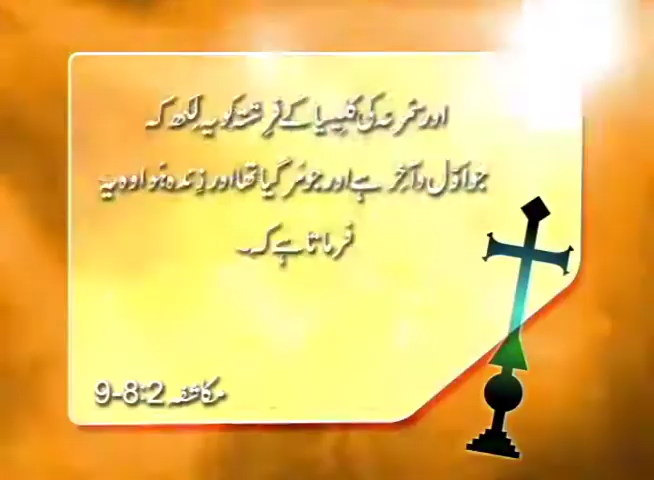 اور سمرنہ کی کلیسیا کے فرشتہ کو یہ لکھ کہ
جو اوّل و آخر ہے اور جو مر گیا تھا اور زندہ ہوا وہ یہ
فرماتا ہے کہ۔
مکاشفہ 2:8-9